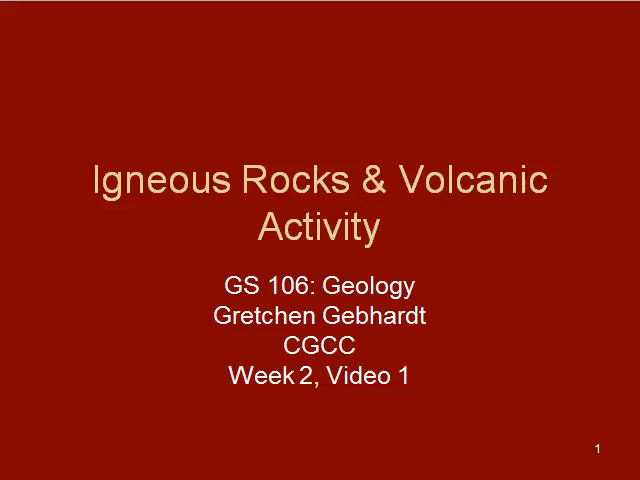 Igneous Rocks & Volcanic
Activity
GS 106: Geology
Gretchen Gebhardt
CGCC
Week 2, Video 1
1